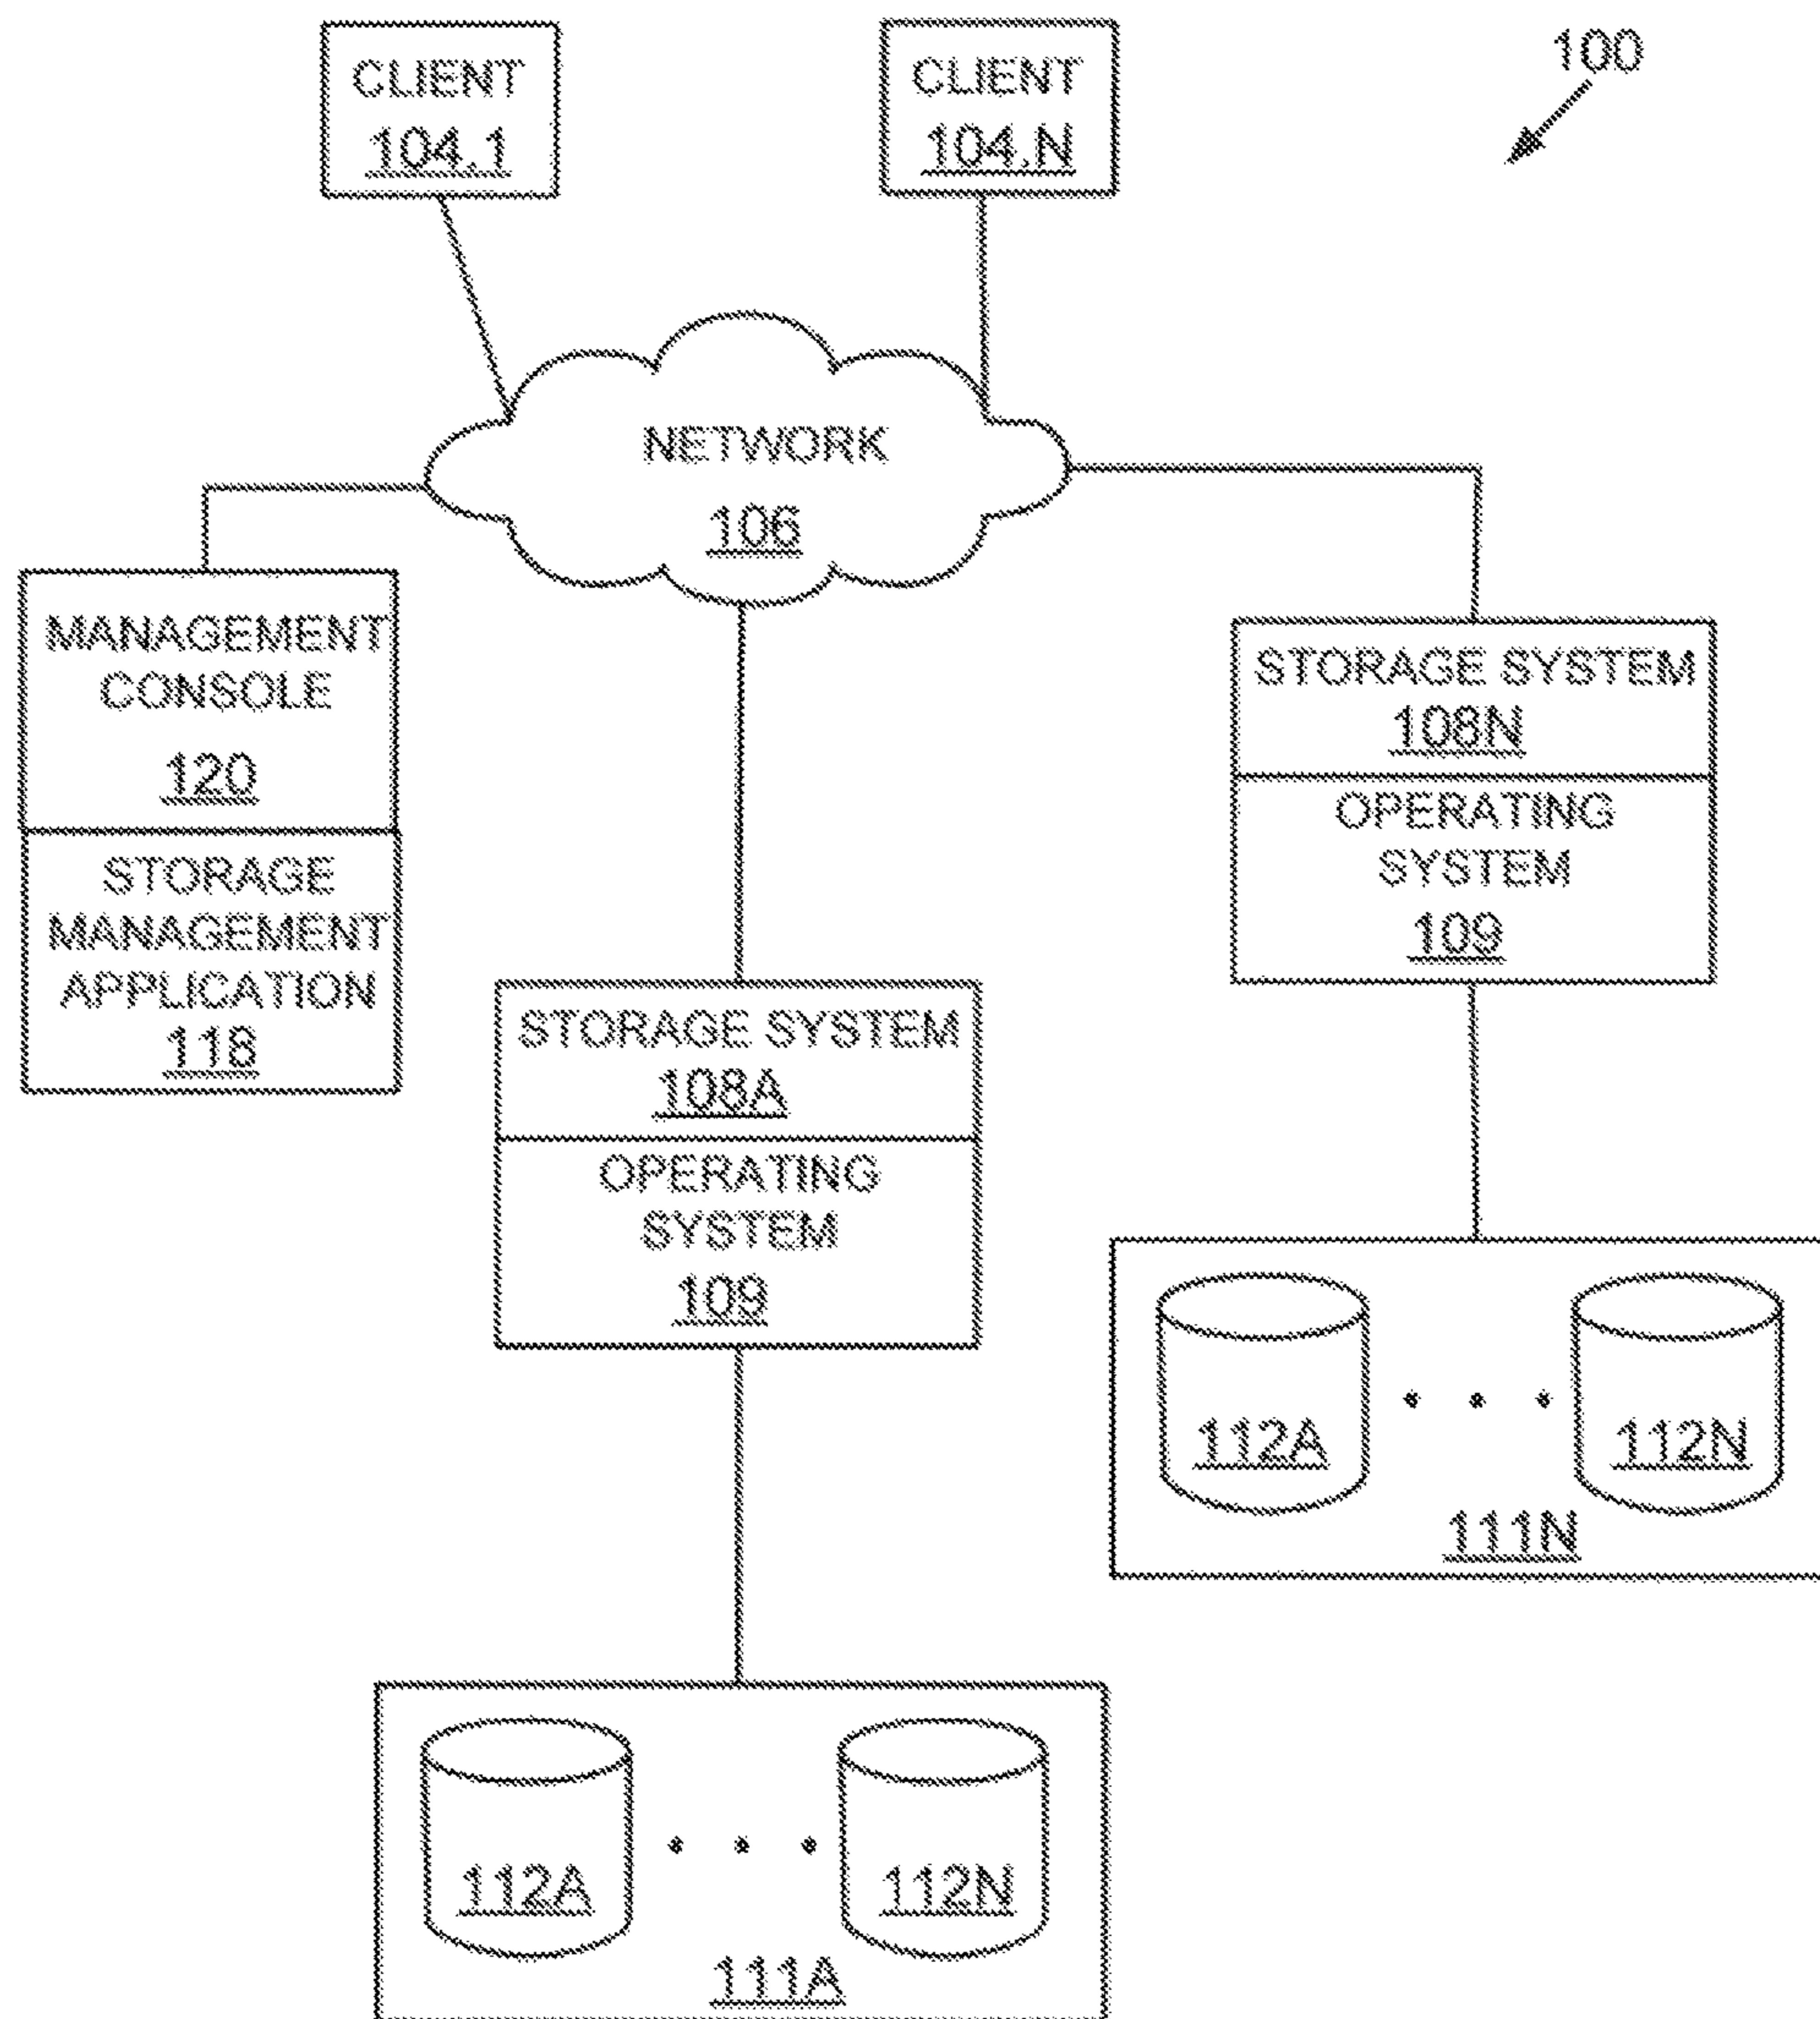 CLIENT
104.1
CLIENT
104.N
100
NETWORK
106
MANAGEMENT
CONSOLE
120
STORAGE
MANAGEMENT
APPLICATION
118
STORAGE SYSTEM
108N
OPERATING
SYSTEM
109
STORAGE SYSTEM
108A
OPERATING
SYSTEM
109
112A
. . .
112N
111N
112A
. . .
112N
111A